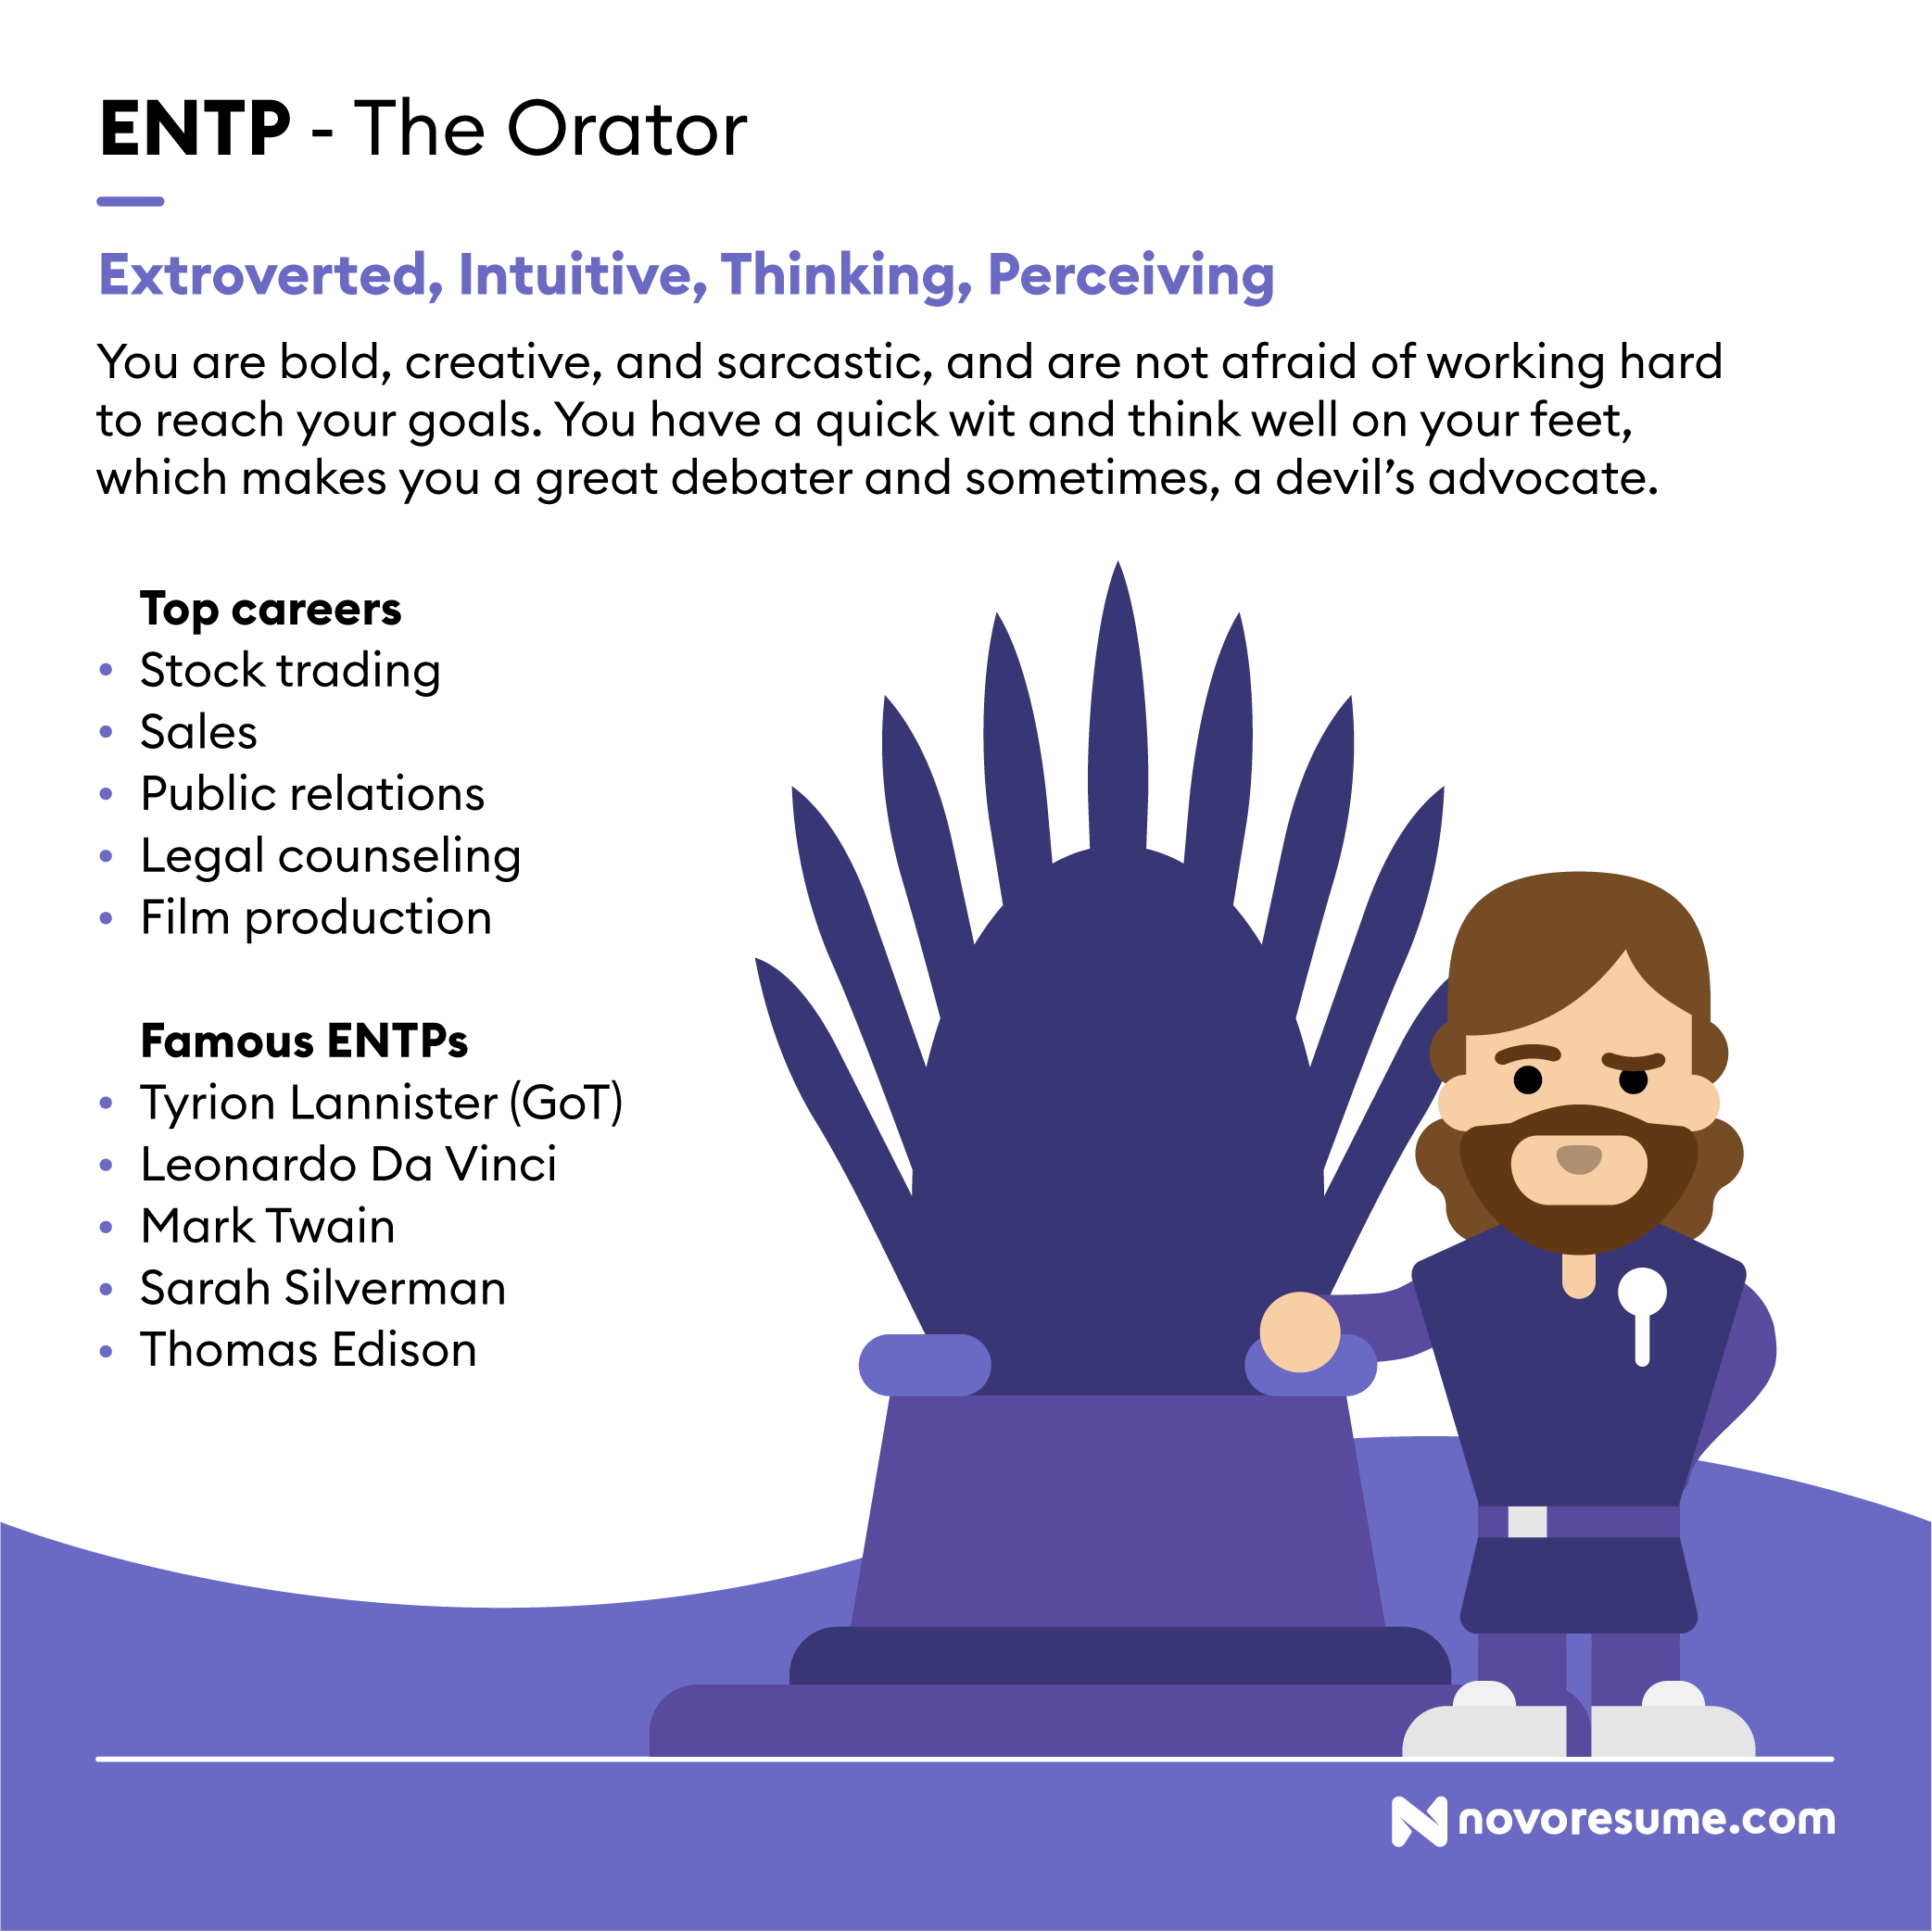 ENTP - The Orator
Extroverted, Intuitive, Thinking, Perceiving
You are bold, creative, and sarcastic, and are not afraid of working hard
to reach your goals. You have a quick wit and think well on your feet,
which makes you a great debater and sometimes, a devil’s advocate.
Top careers
• Stock trading
• Sales
• Public relations
• Legal counseling
• Film production
Famous ENTPs
• Tyrion Lannister (GoT)
• Leonardo Da Vinci
• Mark Twain
• Sarah Silverman
• Thomas Edison
novoresume.com